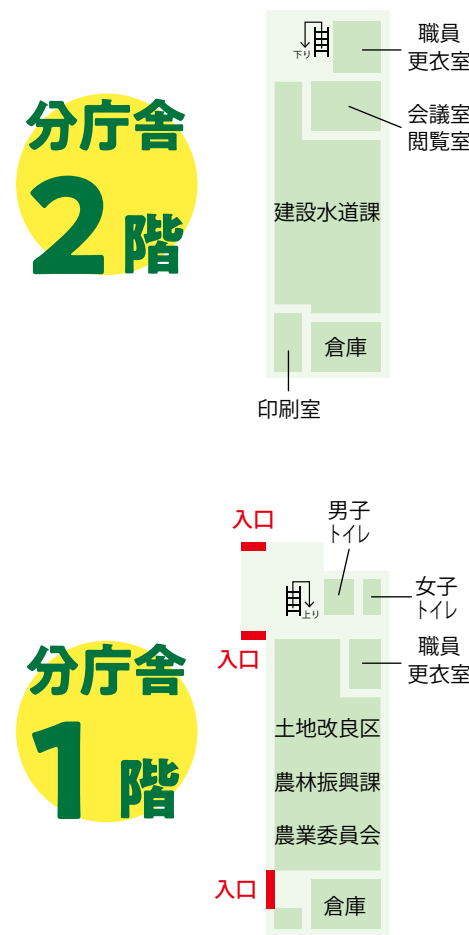 分庁舎
2階
下り
職員
更衣室
会議室
閲覧室
建設水道課
倉庫
印刷室
分庁舎
1階
入口
男子
トイレ
上り
女子
トイレ
入口
職員
更衣室
土地改良区
農林振興課
農業委員会
入口
倉庫